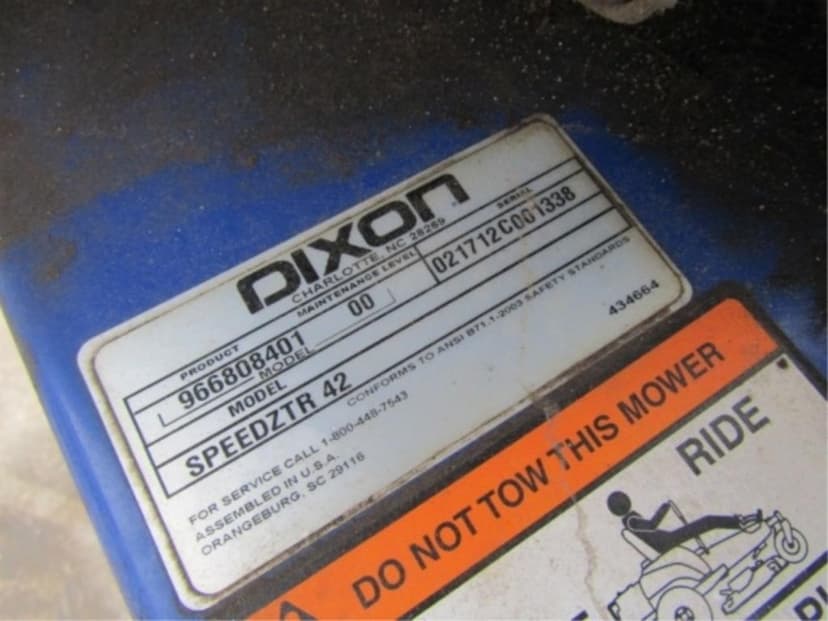 DIXON
CHARLOTTE, NC 28269
PRODUCT MAINTENANCE LEVEL SERIAL
966808401 00 021712C001338
MODEL
MODEL
SPEEDZTR 42
CONFORMS TO ANSI B71.1-2003 SAFETY STANDARDS
FOR SERVICE CALL 1-800-448-7543
ASSEMBLED IN U.S.A.
ORANGEBURG, SC 29116
434664
DO NOT TOW THIS MOWER
RIDE